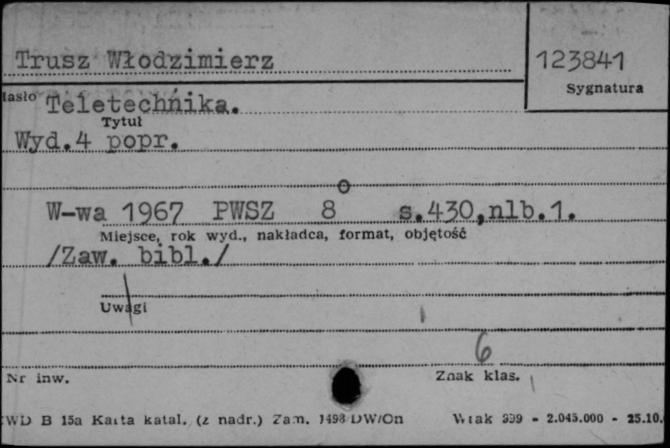 Trusz Włodzimierz
123841
Sygnatura
Hasło Teletechnika.
Tytuł
Wyd.4 popr.
W-wa 1967 PWSZ 8° s.430,nlb.1.
Miejsce, rok wyd., nakładca, format, objętość
/Zaw. bibl./
Uwagi
6
Nr inw.
Znak klas.
WD B 15a Karta katal. (z nadr.) Zam. 1498/DW/On 999 - 2.045.000 - 25.10.